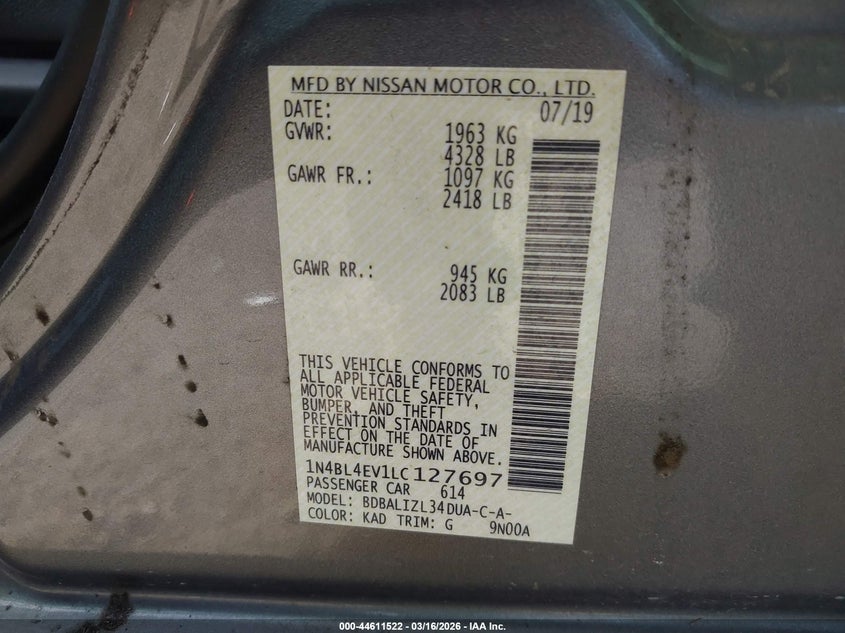 MFD BY NISSAN MOTOR CO., LTD.
DATE: 07/19
GVWR: 1963 KG
4328 LB
GAWR FR.: 1097 KG
2418 LB
GAWR RR.: 945 KG
2083 LB
THIS VEHICLE CONFORMS TO
ALL APPLICABLE FEDERAL
MOTOR VEHICLE SAFETY,
BUMPER, AND THEFT
PREVENTION STANDARDS IN
EFFECT ON THE DATE OF
MANUFACTURE SHOWN ABOVE.
1N4BL4EV1LC127697
PASSENGER CAR 614
MODEL: BDBALIZL34DUA-C-A-
COLOR: KAD TRIM: G 9N00A
000-44611522 - 03/16/2026 - IAA Inc.